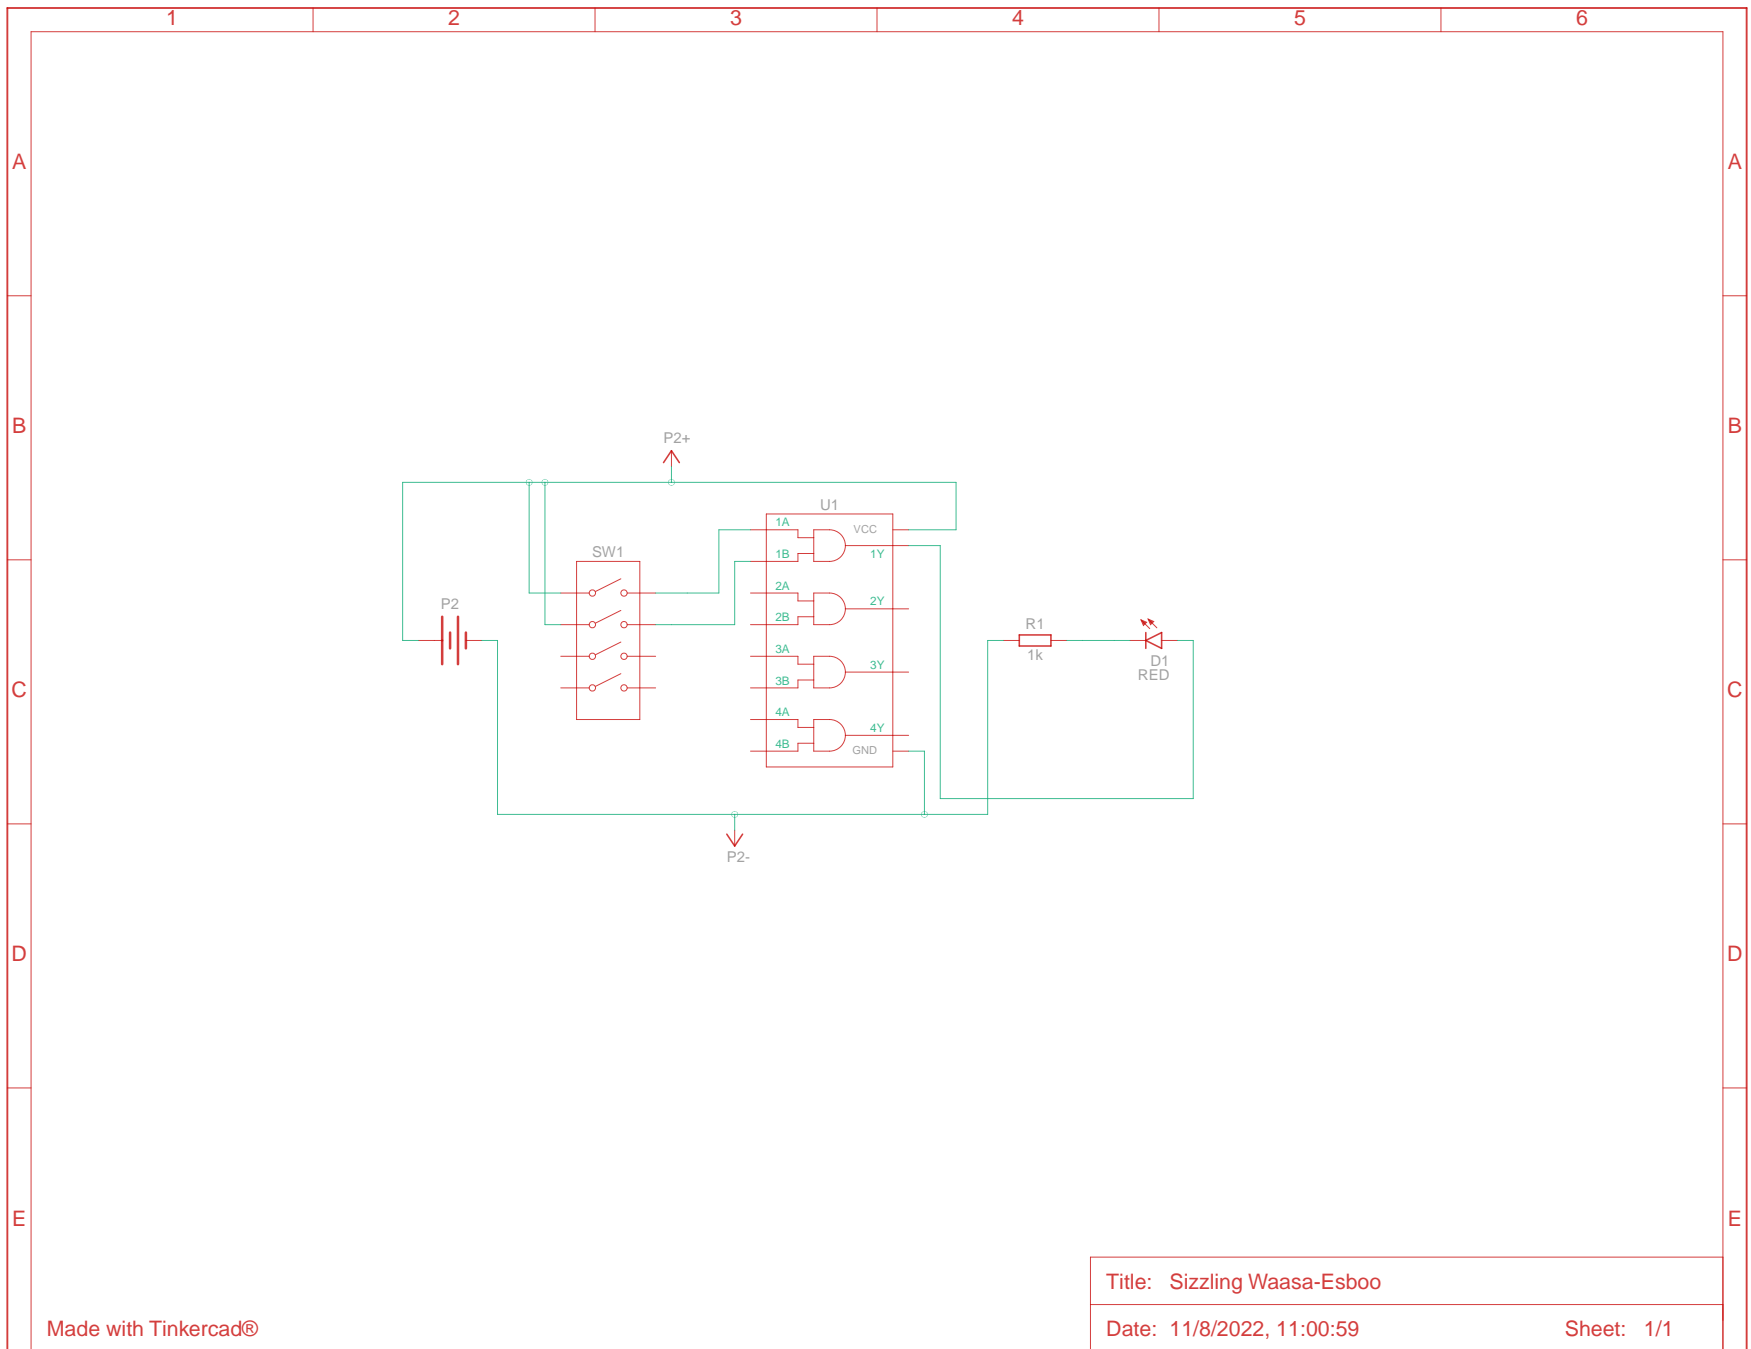 1 2 3 4 5 6
A A
B B
P2+
U1
1A VCC
1B 1Y
SW1
2A
2Y
2B
P2
R1
1k
3A
3Y
3B
D1
RED
C C
4A
4Y
4B GND
P2-
D D
E E
Title: Sizzling Waasa-Esboo
Made with Tinkercad®
Date: 11/8/2022, 11:00:59 Sheet: 1/1